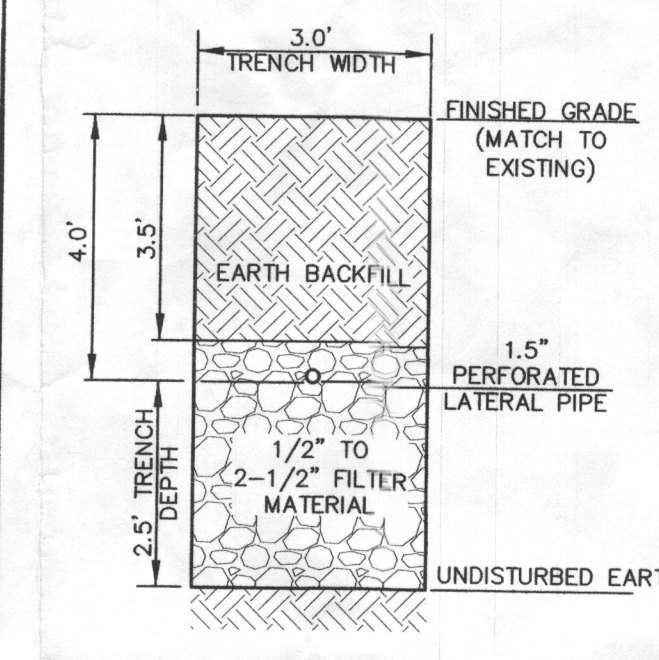 3.0'
TRENCH WIDTH
FINISHED GRADE
(MATCH TO
EXISTING)
4.0'
3.5'
EARTH BACKFILL
1.5"
PERFORATED
LATERAL PIPE
1/2" TO
2-1/2" FILTER
MATERIAL
2.5' TRENCH
DEPTH
UNDISTURBED EART